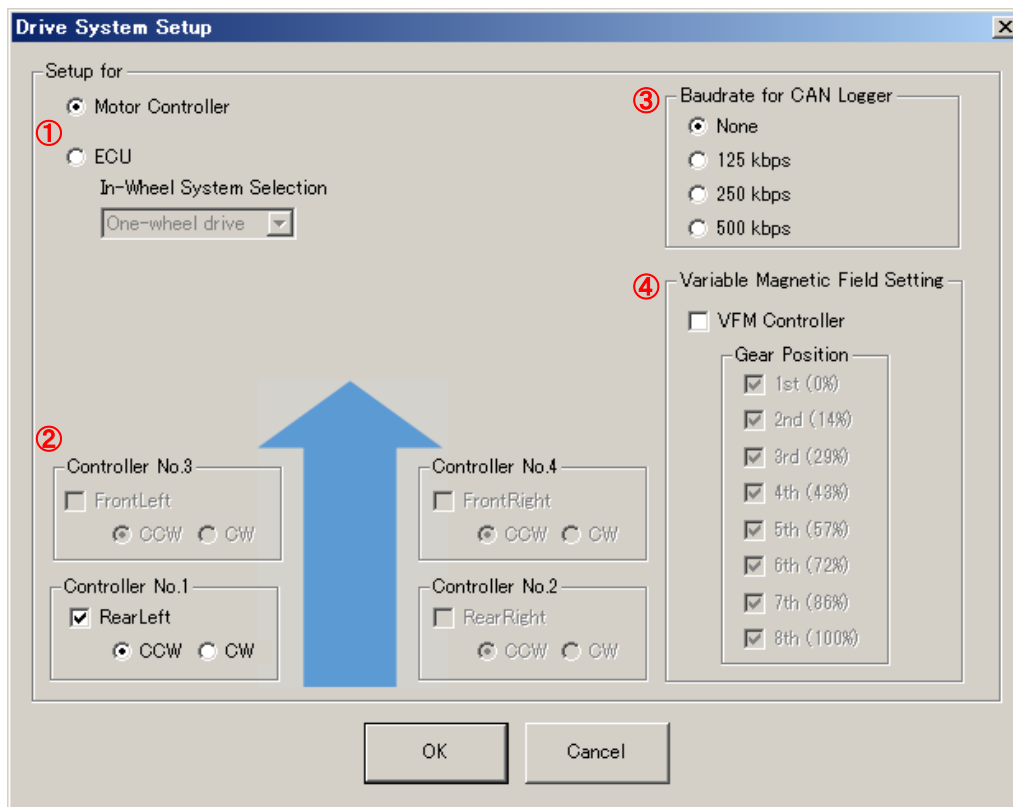 Drive System Setup
Setup for
Motor Controller
①
ECU
In-Wheel System Selection
One-wheel drive
③
Baudrate for CAN Logger
None
125 kbps
250 kbps
500 kbps
④
Variable Magnetic Field Setting
VFM Controller
Gear Position
1st (0%)
2nd (14%)
3rd (29%)
4th (43%)
5th (57%)
6th (72%)
7th (86%)
8th (100%)
②
Controller No.3
FrontLeft
CCW CW
Controller No.4
FrontRight
CCW CW
Controller No.1
RearLeft
CCW CW
Controller No.2
RearRight
CCW CW
OK
Cancel